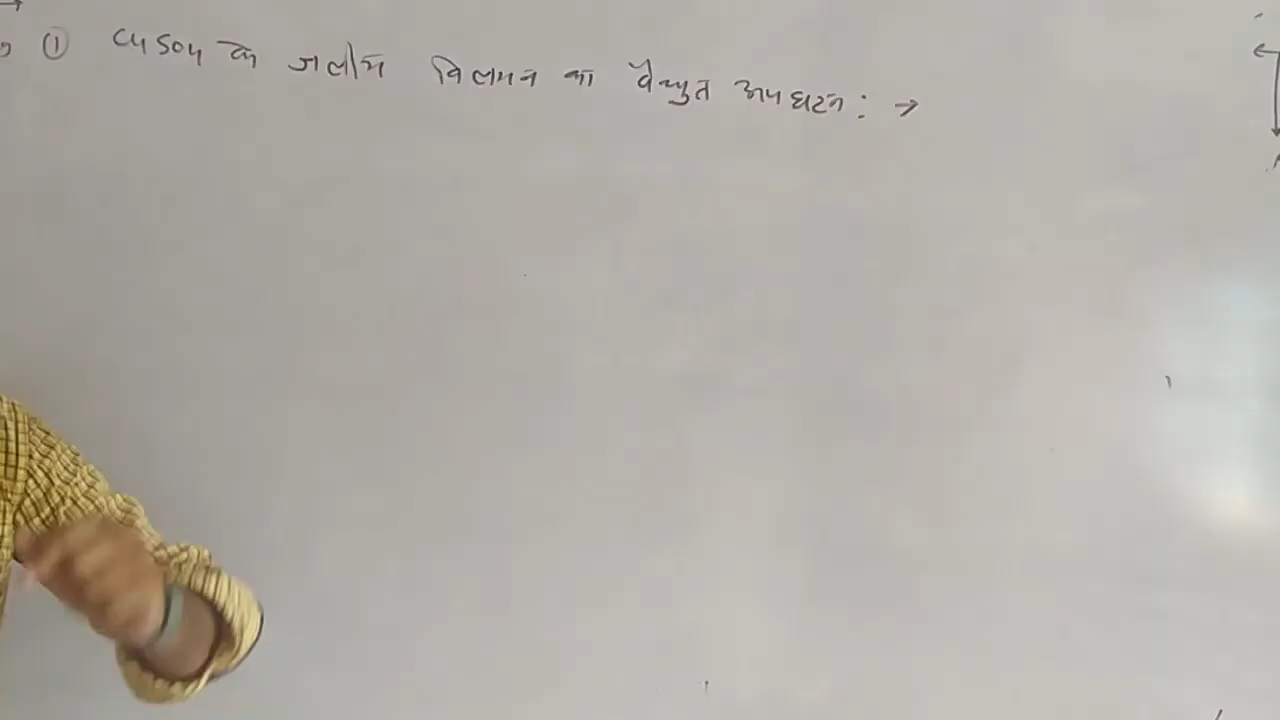 ① CuSO4 के जलीय विलयन का वैद्युत अपघटन : →